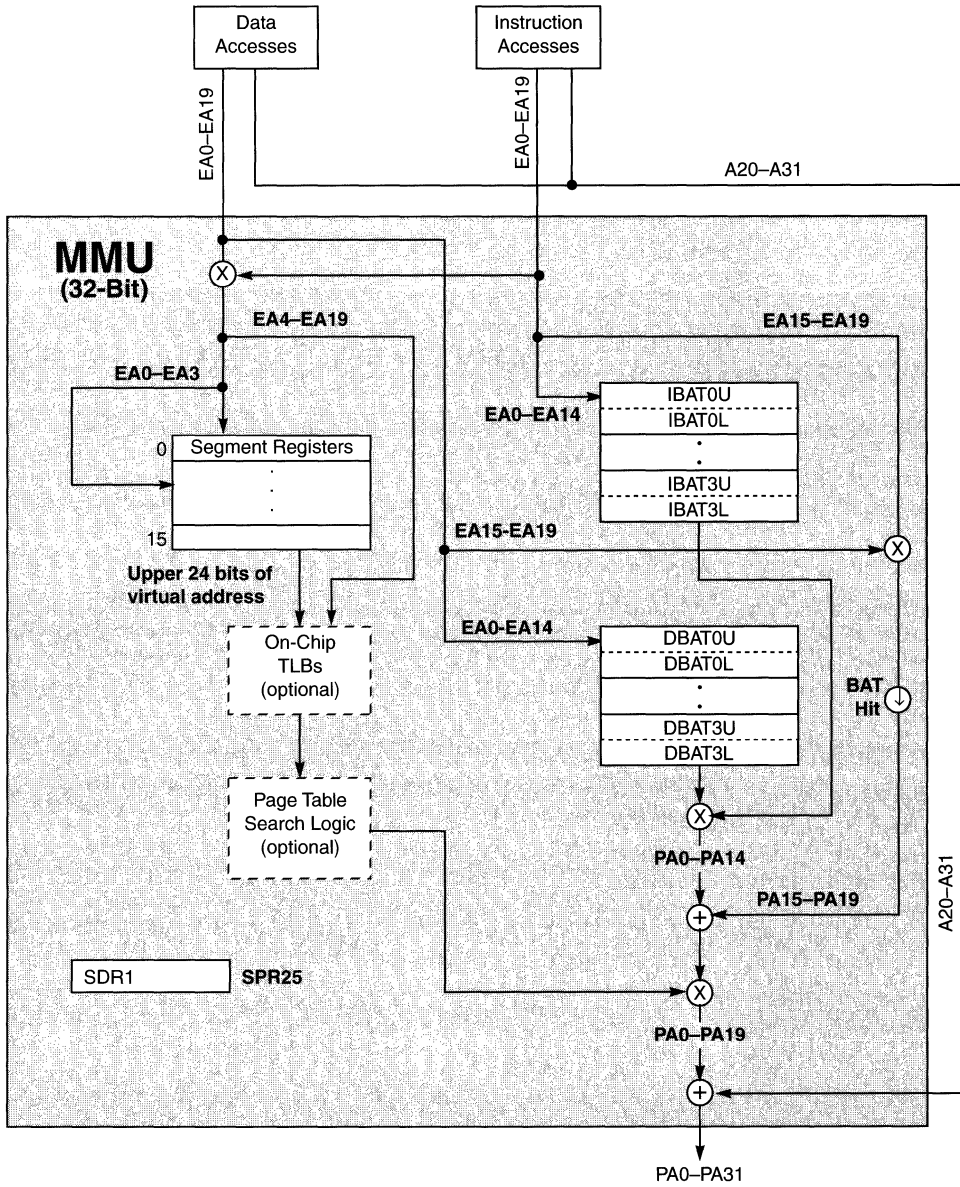 Data
Accesses
Instruction
Accesses
EA0–EA19
EA0–EA19
A20–A31
MMU
(32-Bit)
X
EA4–EA19
EA15–EA19
EA0–EA3
EA0–EA14
IBAT0U
IBAT0L
IBAT3U
IBAT3L
0
Segment Registers
15
EA15-EA19
X
Upper 24 bits of
virtual address
EA0-EA14
On-Chip
TLBs
(optional)
DBAT0U
DBAT0L
DBAT3U
DBAT3L
BAT
Hit
↓
Page Table
Search Logic
(optional)
X
PA0–PA14
PA15–PA19
+
A20–A31
SDR1
SPR25
X
PA0–PA19
+
PA0–PA31